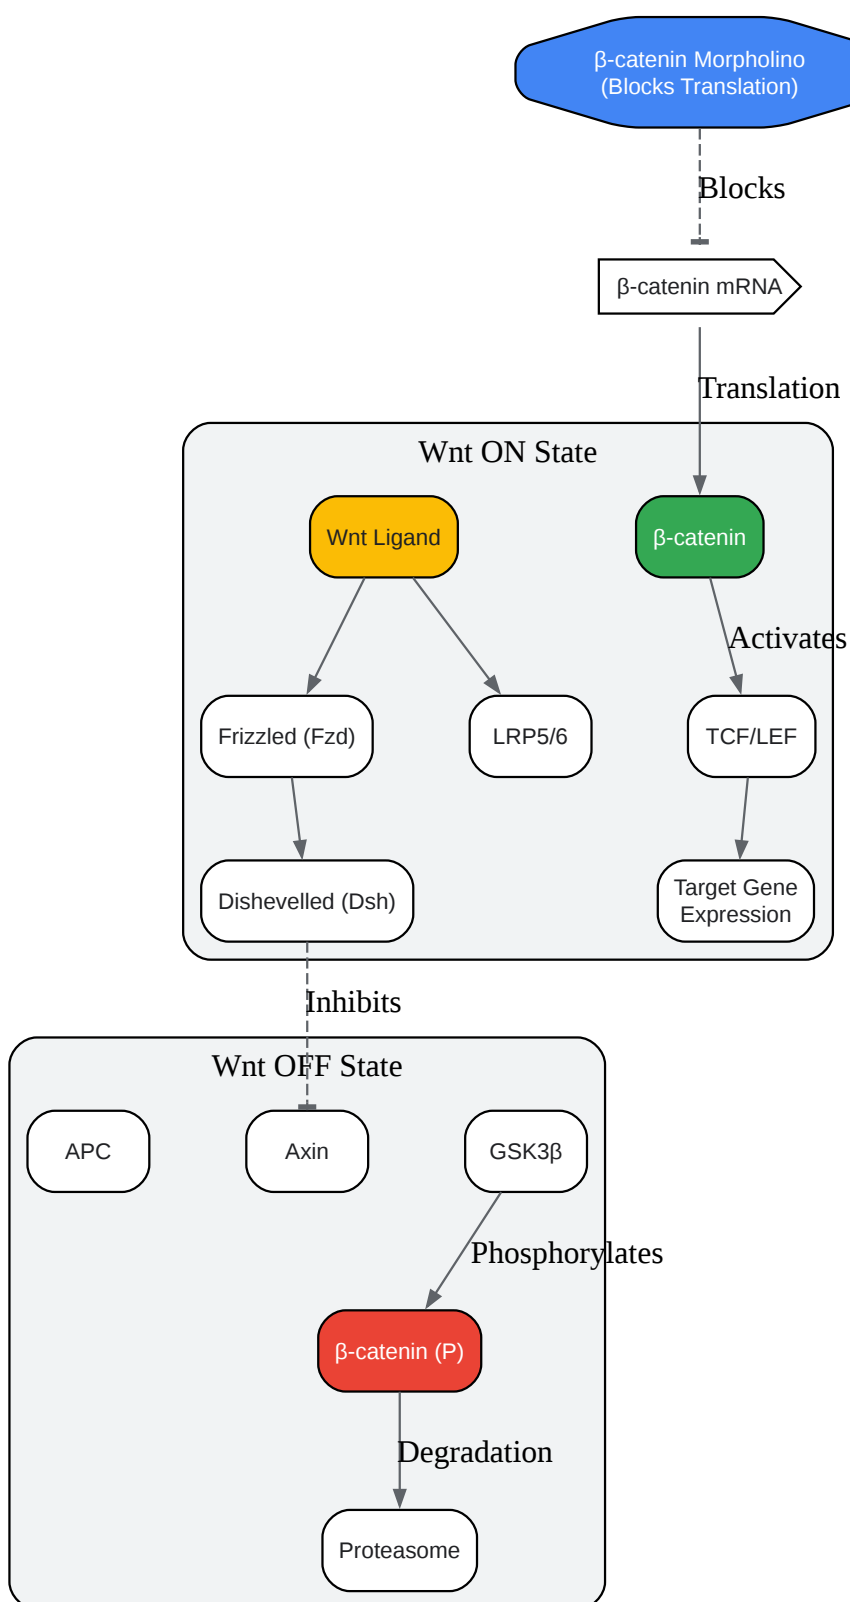 β-catenin Morpholino
(Blocks Translation)
Blocks
β-catenin mRNA
Translation
Wnt ON State
Wnt Ligand
β-catenin
Activates
Frizzled (Fzd)
LRP5/6
TCF/LEF
Dishevelled (Dsh)
Target Gene
Expression
Inhibits
Wnt OFF State
APC
Axin
GSK3β
Phosphorylates
β-catenin (P)
Degradation
Proteasome